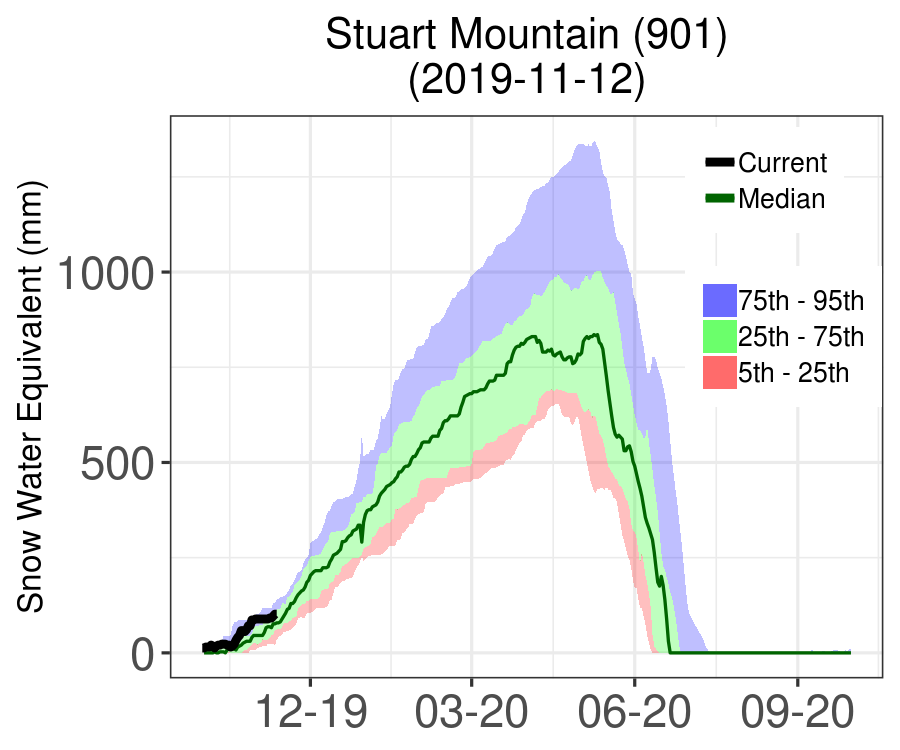 Stuart Mountain (901)
(2019-11-12)
Snow Water Equivalent (mm)
1000
500
0
12-19
03-20
06-20
09-20
Current
Median
75th - 95th
25th - 75th
5th - 25th